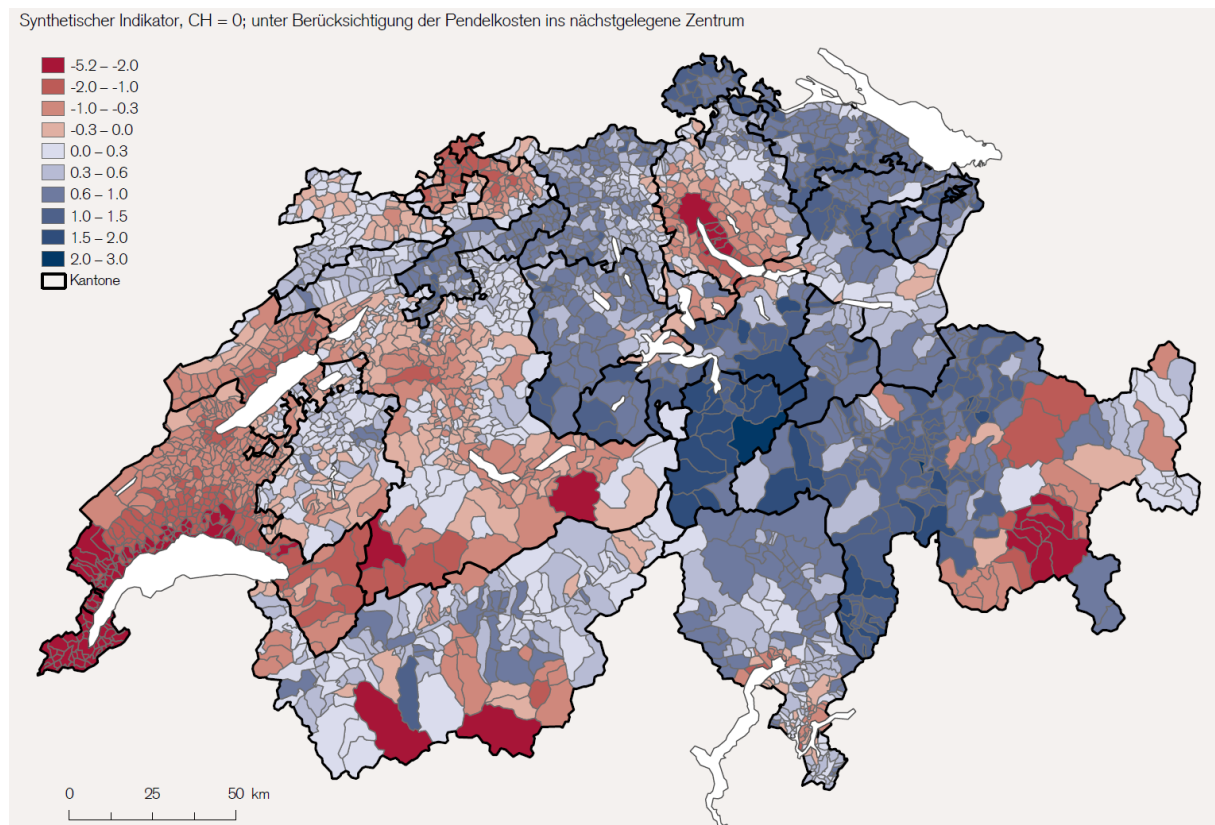 Synthetischer Indikator, CH = 0; unter Berücksichtigung der Pendelkosten ins nächstgelegene Zentrum
-5.2 – -2.0
-2.0 – -1.0
-1.0 – -0.3
-0.3 – 0.0
0.0 – 0.3
0.3 – 0.6
0.6 – 1.0
1.0 – 1.5
1.5 – 2.0
2.0 – 3.0
Kantone
0 25 50 km